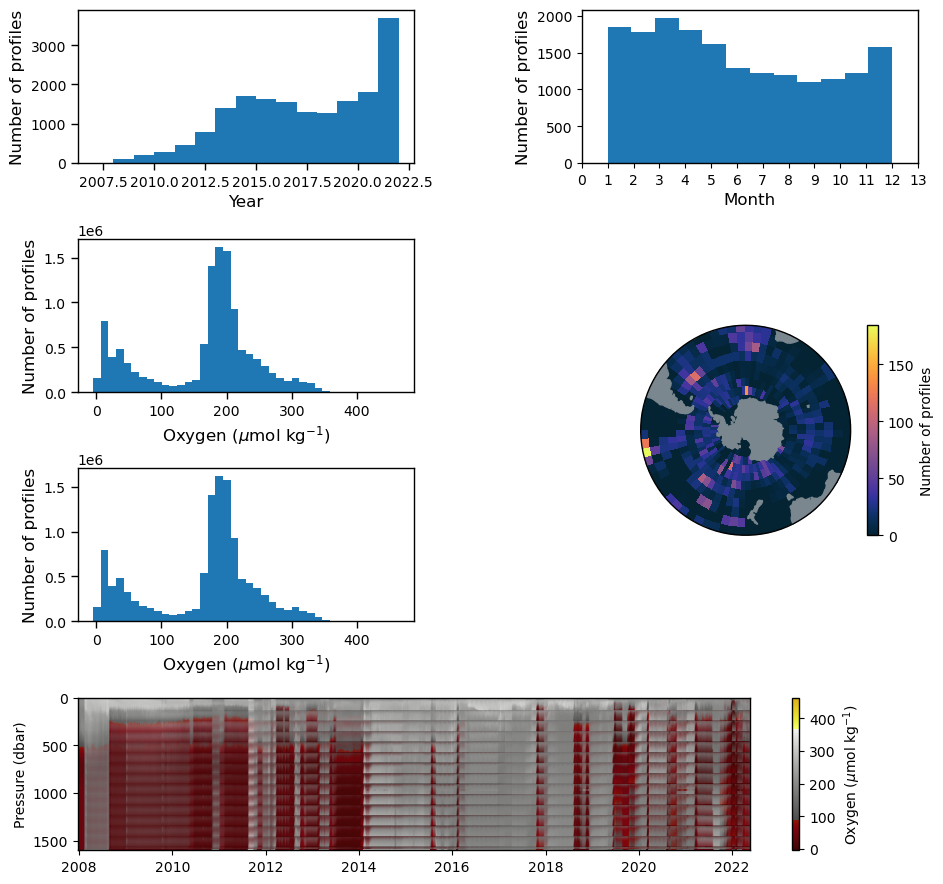 Number of profiles
3000
2000
1000
0
2007.5 2010.0 2012.5 2015.0 2017.5 2020.0 2022.5
Year
Number of profiles
2000
1500
1000
500
0
0 1 2 3 4 5 6 7 8 9 10 11 12 13
Month
1e6
Number of profiles
1.5
1.0
0.5
0.0
0 100 200 300 400
Oxygen (μmol kg⁻¹)
150
100
50
0
Number of profiles
1e6
Number of profiles
1.5
1.0
0.5
0.0
0 100 200 300 400
Oxygen (μmol kg⁻¹)
Pressure (dbar)
0
500
1000
1500
2008 2010 2012 2014 2016 2018 2020 2022
400
300
200
100
0
Oxygen (μmol kg⁻¹)